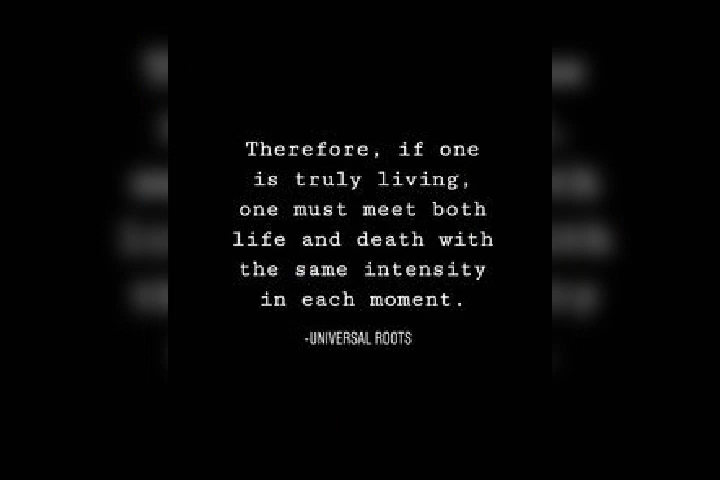 Therefore, if one
is truly living,
one must meet both
life and death with
the same intensity
in each moment.
-UNIVERSAL ROOTS